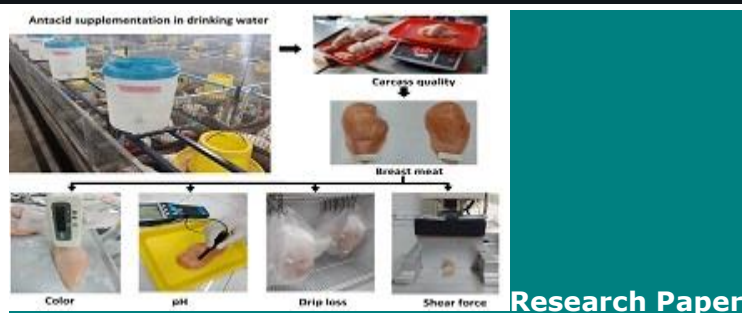 Antacid supplementation in drinking water
Carcass quality
Breast meat
Color
pH
Drip loss
Shear force
Research Paper